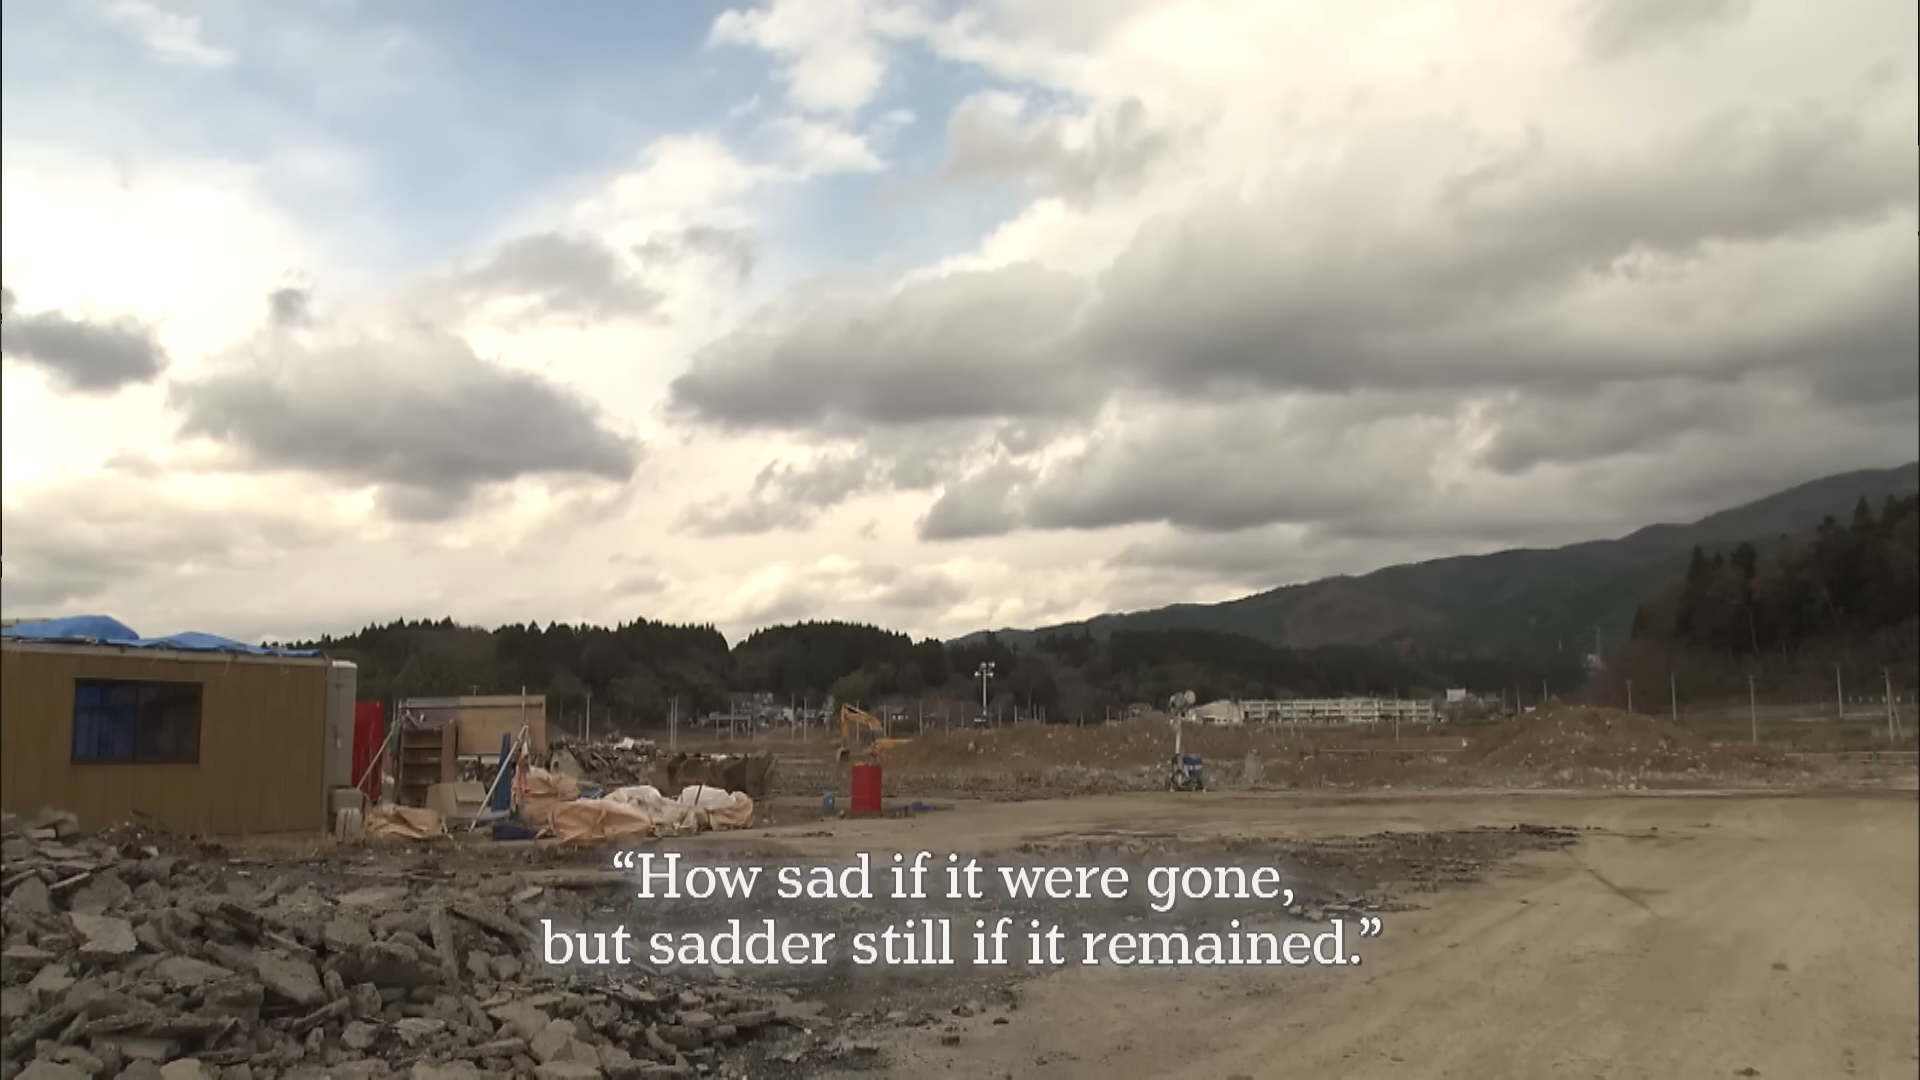 “How sad if it were gone,
but sadder still if it remained.”